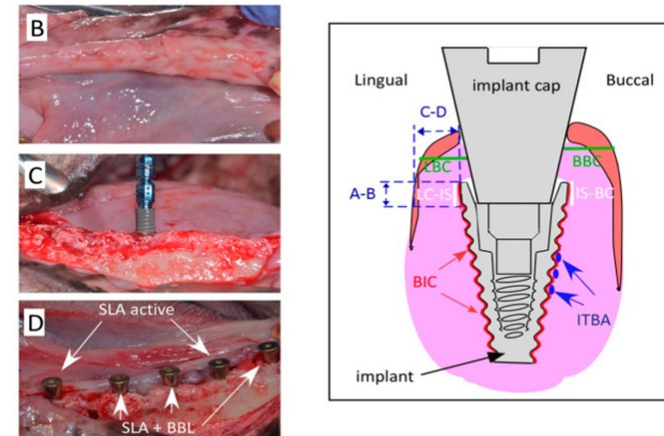 B
C
D
SLA active
SLA + BBL
Lingual
implant cap
Buccal
C-D
LBC
BBC
A-B
LC-IS
IS-BC
BIC
ITBA
implant